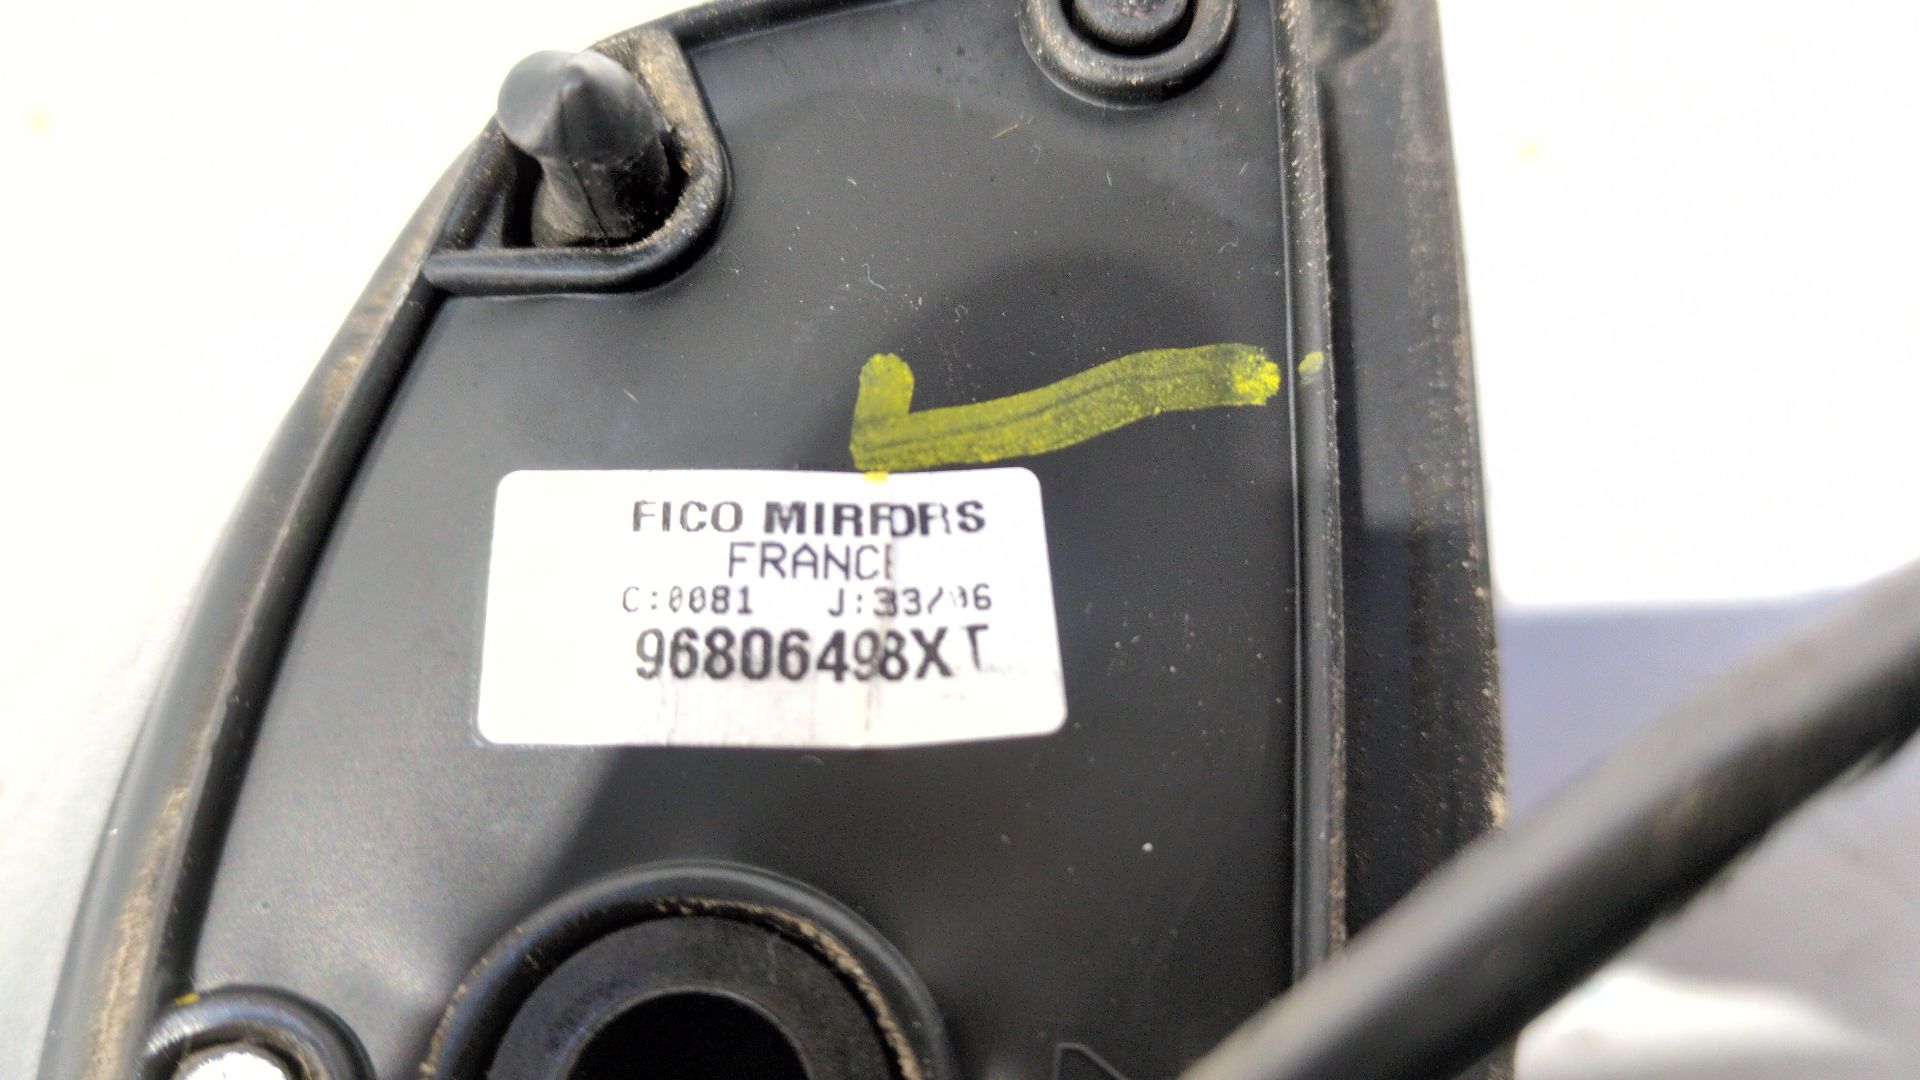 FICO MIRRORS
FRANCE
C:0081 J:33/06
96806498XT